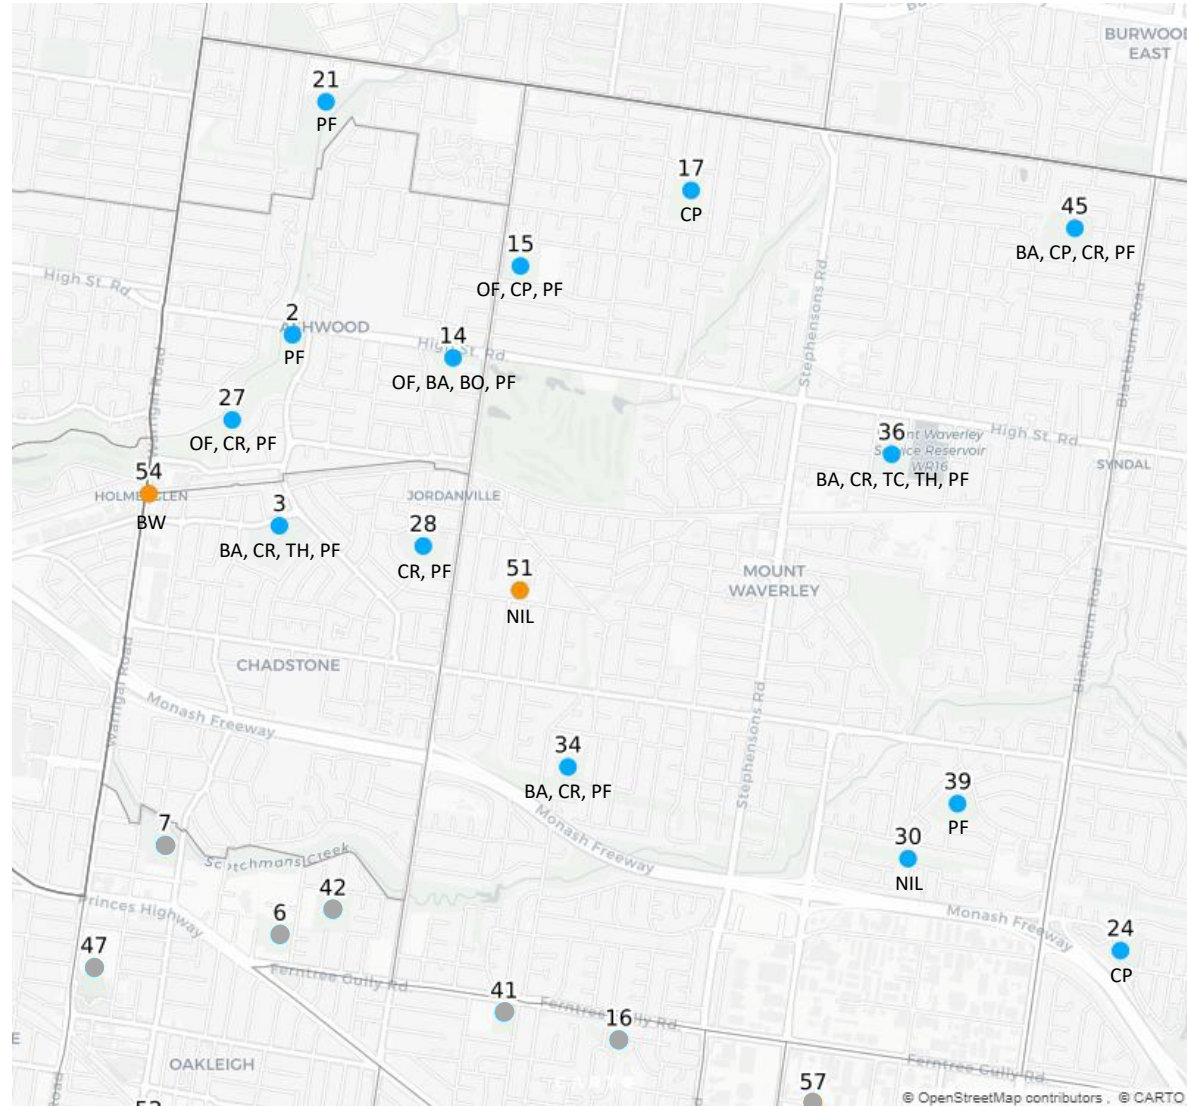 BURWOOD
EAST
21
PF
17
CP
45
BA, CP, CR, PF
15
OF, CP, PF
High St. Rd
2
PF
14
High St. Rd
OF, BA, BO, PF
Stephensons Rd
Blackburn Road
Warrigal Road
27
OF, CR, PF
36
High St. Rd
Service Reservoir
WR16
BA, CR, TC, TH, PF
SYNDAL
54
BW
3
BA, CR, TH, PF
JORDANVILLE
28
CR, PF
51
NIL
MOUNT
WAVERLEY
Blackburn Road
CHADSTONE
Warrigal Road
Monash Freeway
Stephensons Rd
34
BA, CR, PF
Monash Freeway
39
PF
30
NIL
7
Scotchmans Creek
42
6
Princes Highway
Monash Freeway
24
CP
47
Ferntree Gully Rd
41
Ferntree Gully Rd
16
OAKLEIGH
Ferntree Gully Rd
57
© OpenStreetMap contributors , © CARTO